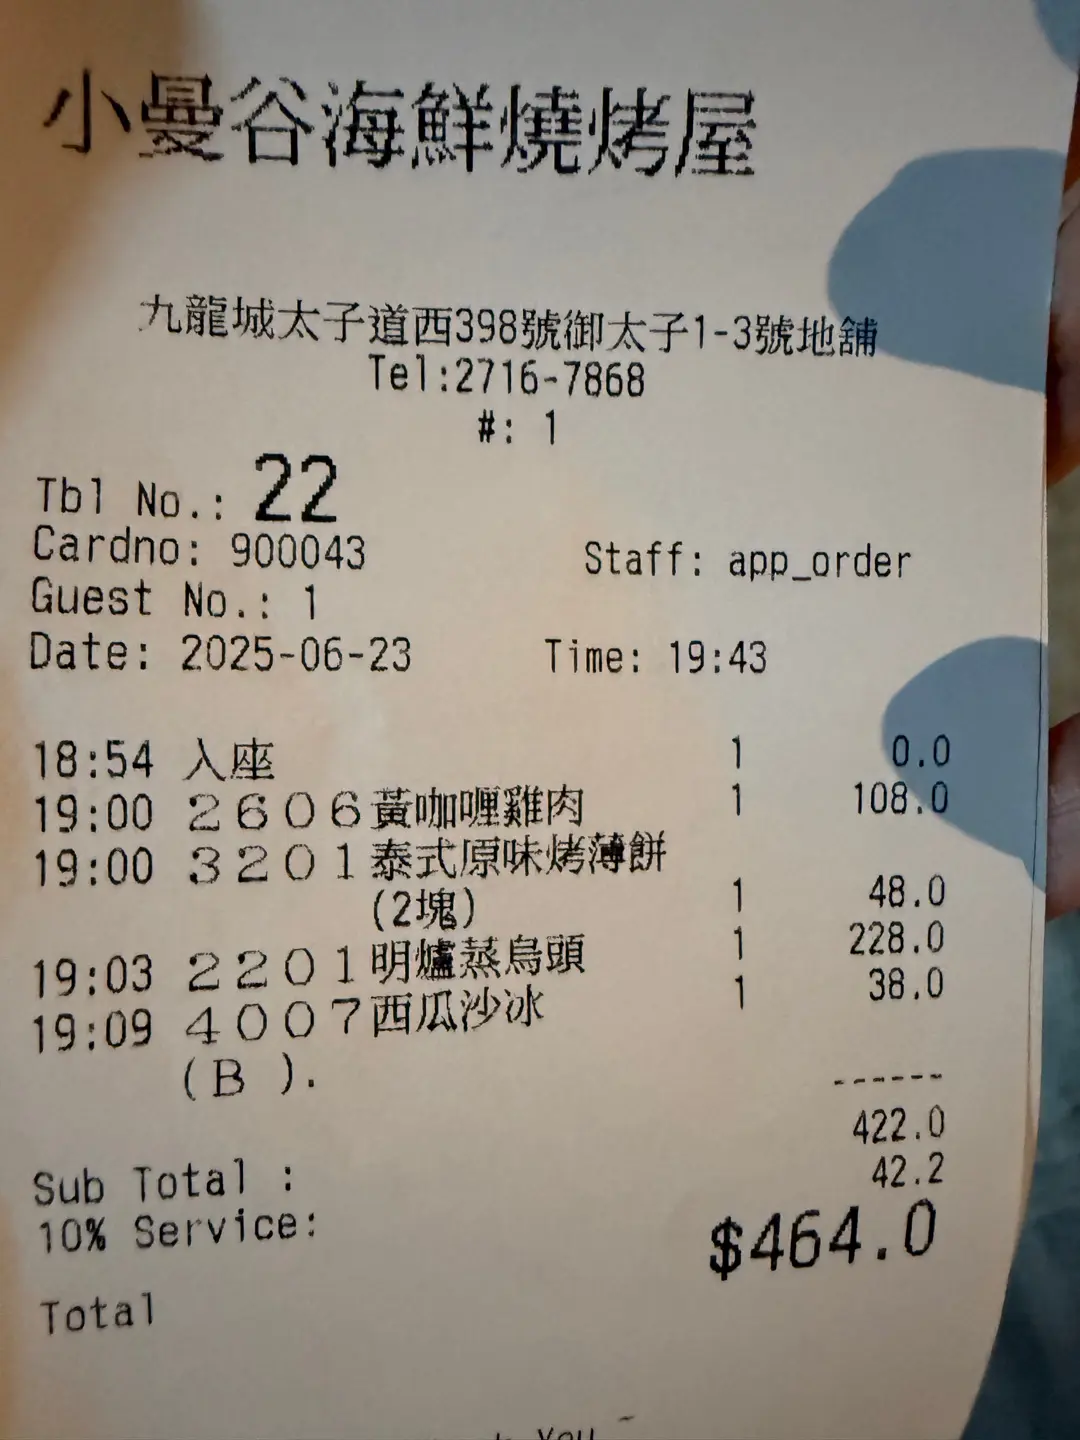 小曼谷海鮮燒烤屋
九龍城太子道西398號御太子1-3號地舖
Tel:2716-7868
#: 1
Tbl No.: 22
Cardno: 900043 Staff: app_order
Guest No.: 1
Date: 2025-06-23 Time: 19:43
18:54 入座 1 0.0
19:00 2606黃咖喱雞肉 1 108.0
19:00 3201泰式原味烤薄餅
(2塊) 1 48.0
19:03 2201明爐蒸烏頭 1 228.0
19:09 4007西瓜沙冰 1 38.0
(B ).
------
Sub Total : 422.0
10% Service: 42.2
Total $464.0
You